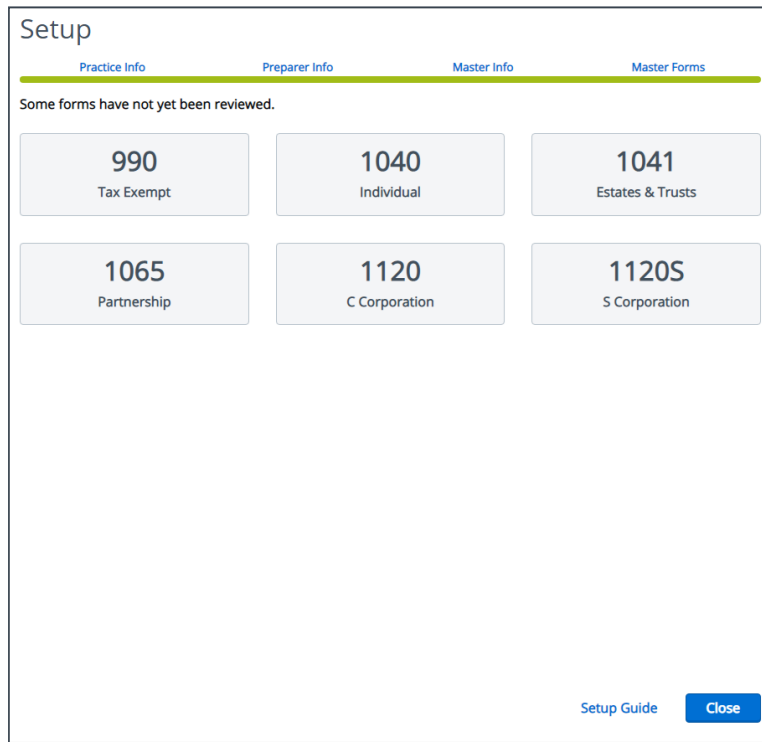 Setup
Practice Info Preparer Info Master Info Master Forms
Some forms have not yet been reviewed.
990 1040 1041
Tax Exempt Individual Estates & Trusts
1065 1120 1120S
Partnership C Corporation S Corporation
Setup Guide Close